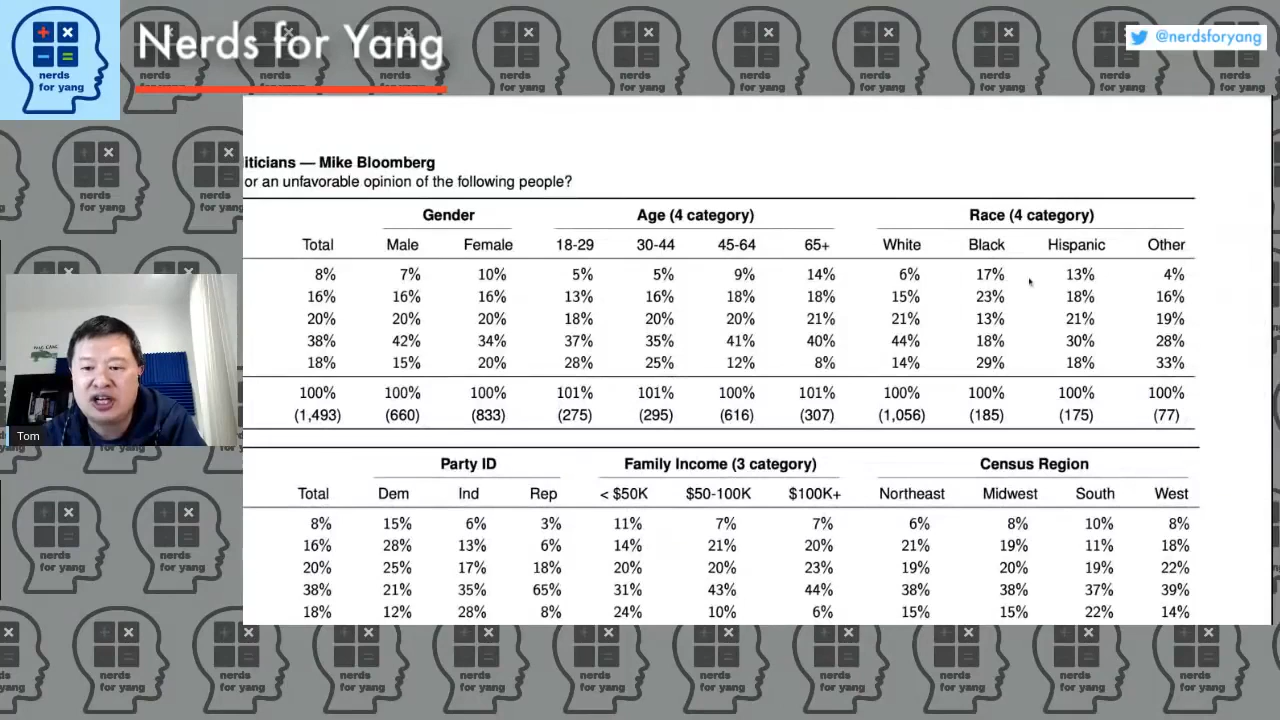 Nerds for Yang
@nerdsforyang
nerds
for yang
iticians — Mike Bloomberg
or an unfavorable opinion of the following people?
Gender Age (4 category) Race (4 category)
Total Male Female 18-29 30-44 45-64 65+ White Black Hispanic Other
8% 7% 10% 5% 5% 9% 14% 6% 17% 13% 4%
16% 16% 16% 13% 16% 18% 18% 15% 23% 18% 16%
20% 20% 20% 18% 20% 20% 21% 21% 13% 21% 19%
38% 42% 34% 37% 35% 41% 40% 44% 18% 30% 28%
18% 15% 20% 28% 25% 12% 8% 14% 29% 18% 33%
100% 100% 100% 101% 101% 100% 101% 100% 100% 100% 100%
(1,493) (660) (833) (275) (295) (616) (307) (1,056) (185) (175) (77)
Party ID Family Income (3 category) Census Region
Total Dem Ind Rep < $50K $50-100K $100K+ Northeast Midwest South West
8% 15% 6% 3% 11% 7% 7% 6% 8% 10% 8%
16% 28% 13% 6% 14% 21% 20% 21% 19% 11% 18%
20% 25% 17% 18% 20% 20% 23% 19% 20% 19% 22%
38% 21% 35% 65% 31% 43% 44% 38% 38% 37% 39%
18% 12% 28% 8% 24% 10% 6% 15% 15% 22% 14%
Tom